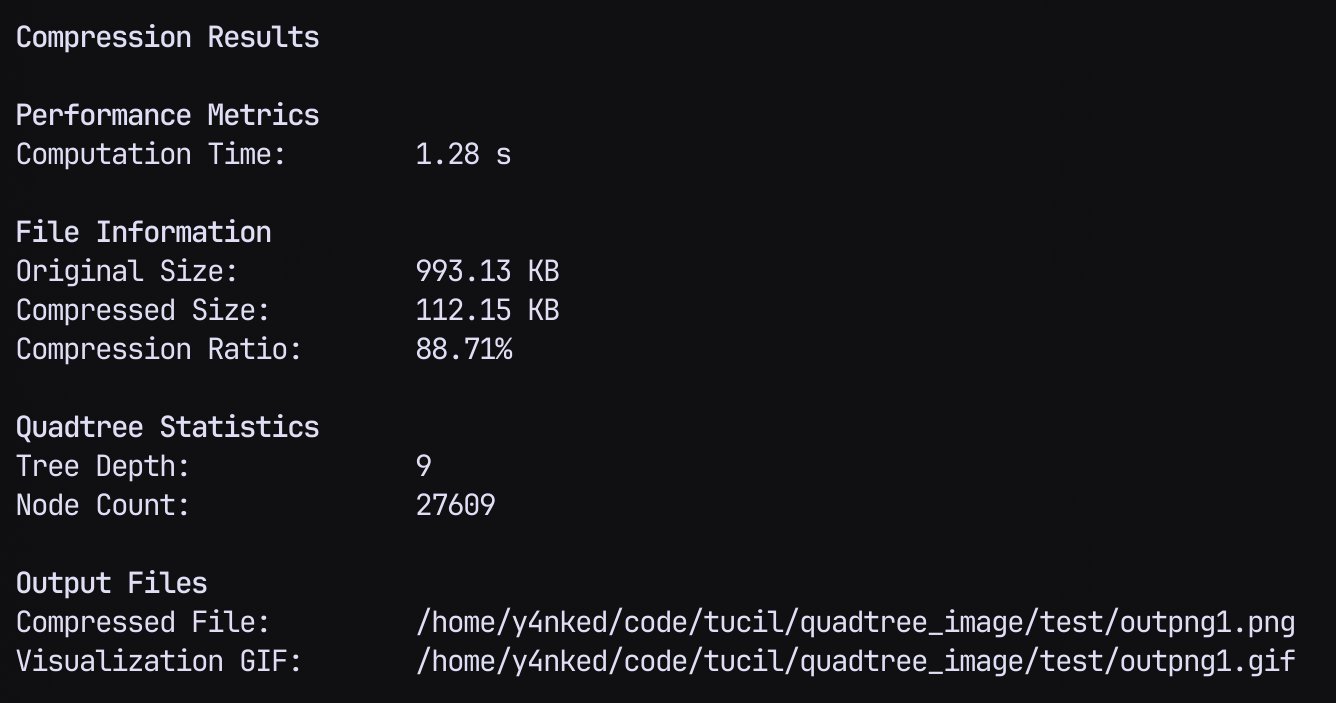 Compression Results
Performance Metrics
Computation Time: 1.28 s
File Information
Original Size: 993.13 KB
Compressed Size: 112.15 KB
Compression Ratio: 88.71%
Quadtree Statistics
Tree Depth: 9
Node Count: 27609
Output Files
Compressed File: /home/y4nked/code/tucil/quadtree_image/test/outpng1.png
Visualization GIF: /home/y4nked/code/tucil/quadtree_image/test/outpng1.gif